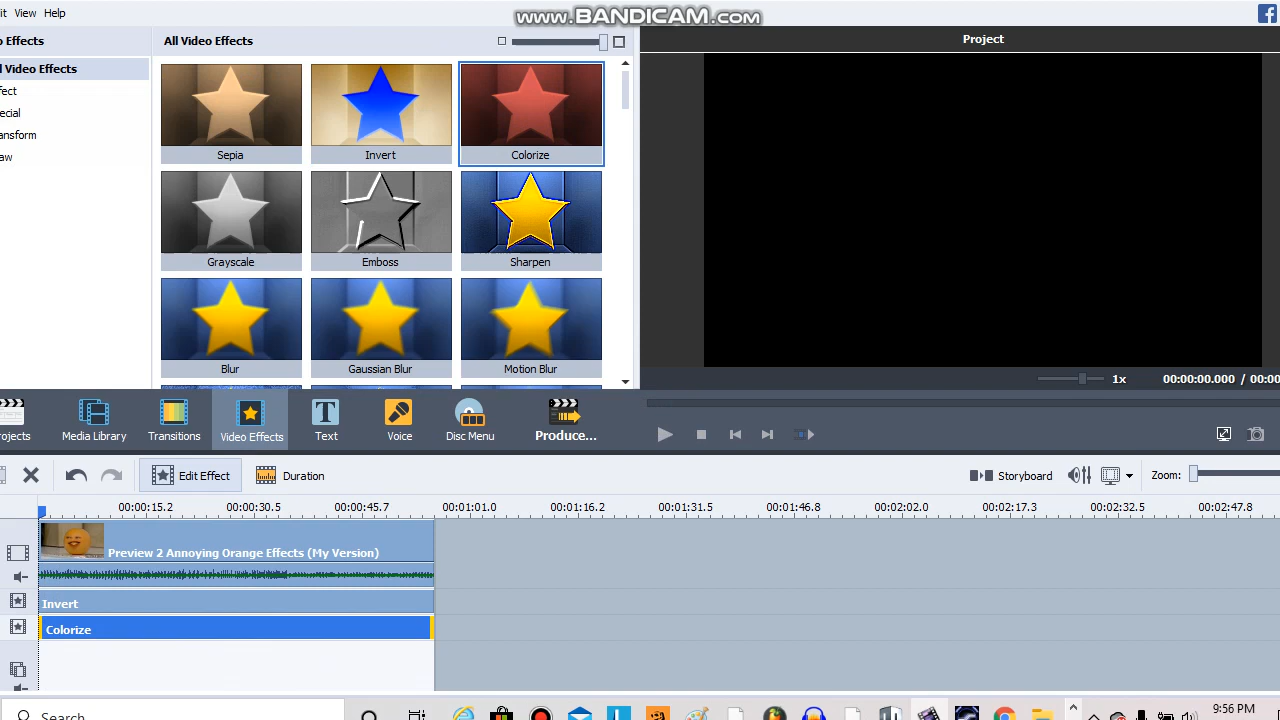 it View Help
www.BANDICAM.com
o Effects
All Video Effects
Project
l Video Effects
fect
ecial
ansform
aw
Sepia
Invert
Colorize
Grayscale
Emboss
Sharpen
Blur
Gaussian Blur
Motion Blur
1x
00:00:00.000 / 00:00
rojects
Media Library
Transitions
Video Effects
Text
Voice
Disc Menu
Produce...
Edit Effect
Duration
Storyboard
Zoom:
00:00:15.2
00:00:30.5
00:00:45.7
00:01:01.0
00:01:16.2
00:01:31.5
00:01:46.8
00:02:02.0
00:02:17.3
00:02:32.5
00:02:47.8
Preview 2 Annoying Orange Effects (My Version)
Invert
Colorize
Search
9:56 PM